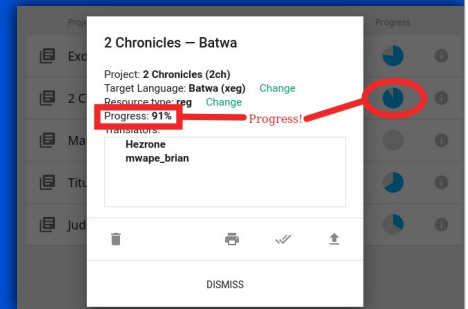 Proje
Progress
2 Chronicles — Batwa
Exo
Project: 2 Chronicles (2ch)
Target Language: Batwa (xeg) Change
2 C
Resource type: reg Change
Progress: 91% Progress!
Translators:
Ma
Hezrone
mwape_brian
Titu
Jud
DISMISS